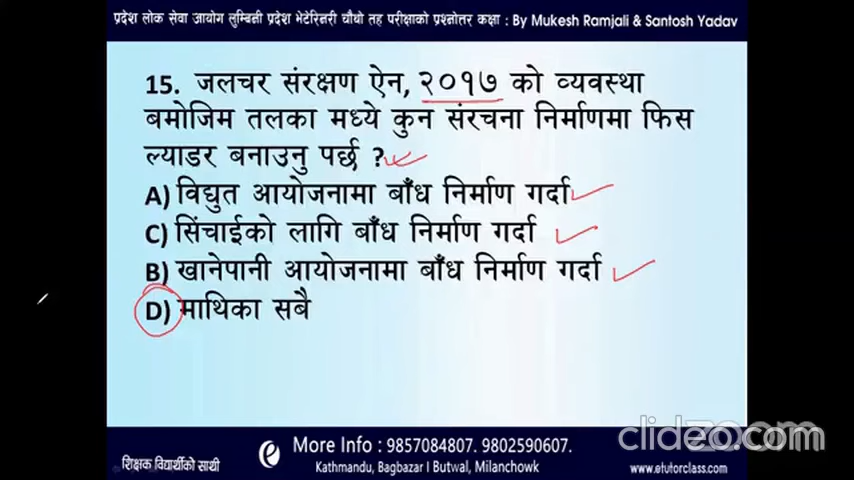 प्रदेश लोक सेवा आयोग लुम्बिनी प्रदेश भेटेरिनरी चौथो तह परीक्षाको प्रश्नोतर कक्षा : By Mukesh Ramjali & Santosh Yadav
15. जलचर संरक्षण ऐन, २०१७ को व्यवस्था
बमोजिम तलका मध्ये कुन संरचना निर्माणमा फिस
ल्याडर बनाउनु पर्छ ?
A) विद्युत आयोजनामा बाँध निर्माण गर्दा
C) सिंचाईको लागि बाँध निर्माण गर्दा
B) खानेपानी आयोजनामा बाँध निर्माण गर्दा
D) माथिका सबै
शिक्षक विद्यार्थीको साथी
e
More Info : 9857084807. 9802590607.
Kathmandu, Bagbazar I Butwal, Milanchowk
www.etutorclass.com
clideo.com
zoom